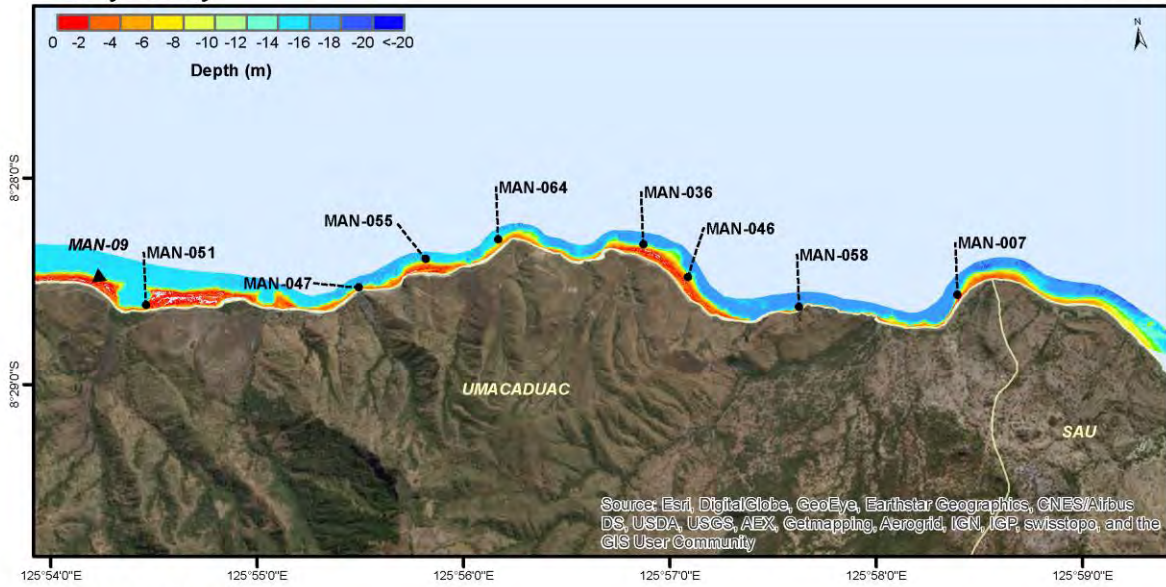 0 -2 -4 -6 -8 -10 -12 -14 -16 -18 -20 <-20
Depth (m)
N
8°28'0"S
8°29'0"S
MAN-064
MAN-036
MAN-055
MAN-046
MAN-09
MAN-051
MAN-007
MAN-058
MAN-047
UMACADUAC
SAU
Source: Esri, DigitalGlobe, GeoEye, Earthstar Geographics, CNES/Airbus
DS, USDA, USGS, AEX, Getmapping, Aerogrid, IGN, IGP, swisstopo, and the
GIS User Community
125°54'0"E 125°55'0"E 125°56'0"E 125°57'0"E 125°58'0"E 125°59'0"E